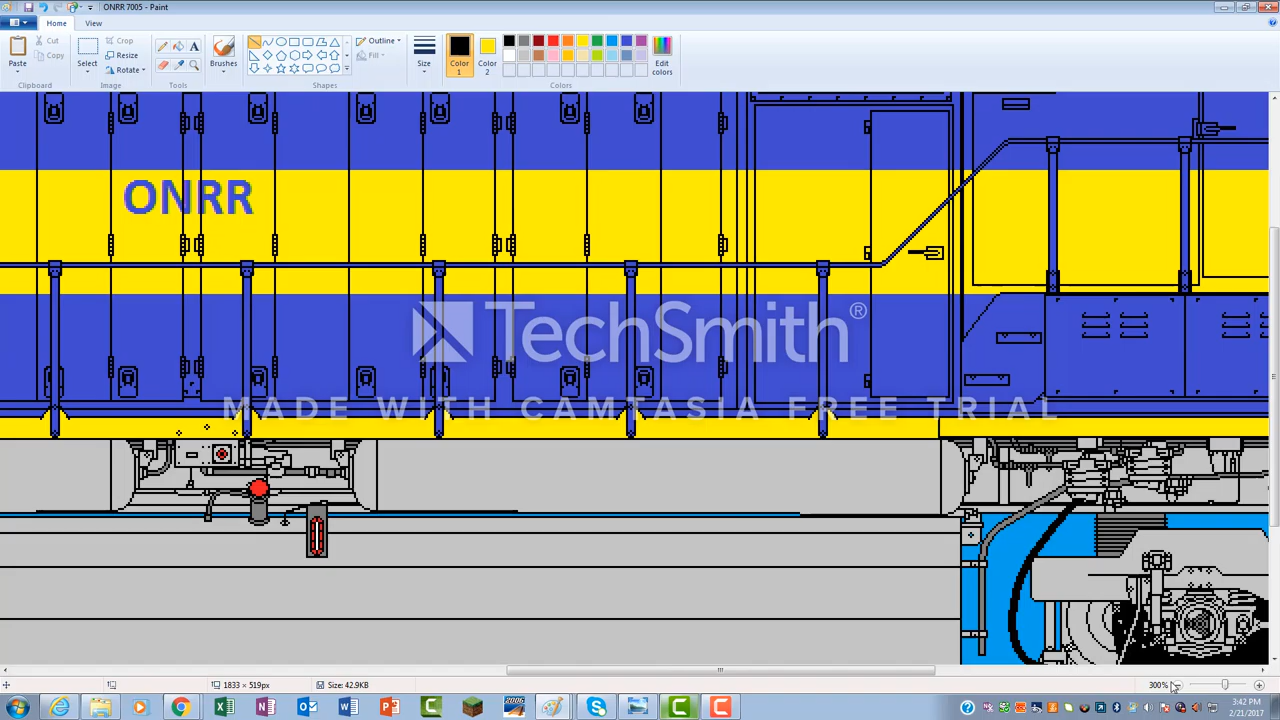 ONRR 7005 - Paint
Home View
Paste
Cut
Copy
Clipboard
Select
Crop
Resize
Rotate
Image
Tools
Brushes
Outline
Fill
Shapes
Size
Color 1
Color 2
Edit colors
Colors
ONRR
TechSmith®
MADE WITH CAMTASIA FREE TRIAL
1833 × 519px
Size: 42.9KB
300%
2006
3:42 PM
2/21/2017